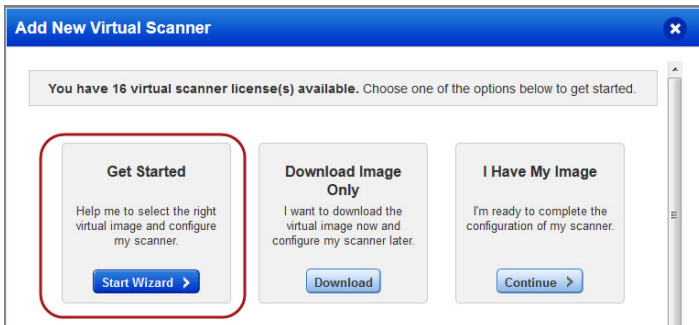 Add New Virtual Scanner
You have 16 virtual scanner license(s) available. Choose one of the options below to get started.
Get Started
Help me to select the right
virtual image and configure
my scanner.
Start Wizard
Download Image
Only
I want to download the
virtual image now and
configure my scanner later.
Download
I Have My Image
I'm ready to complete the
configuration of my scanner.
Continue